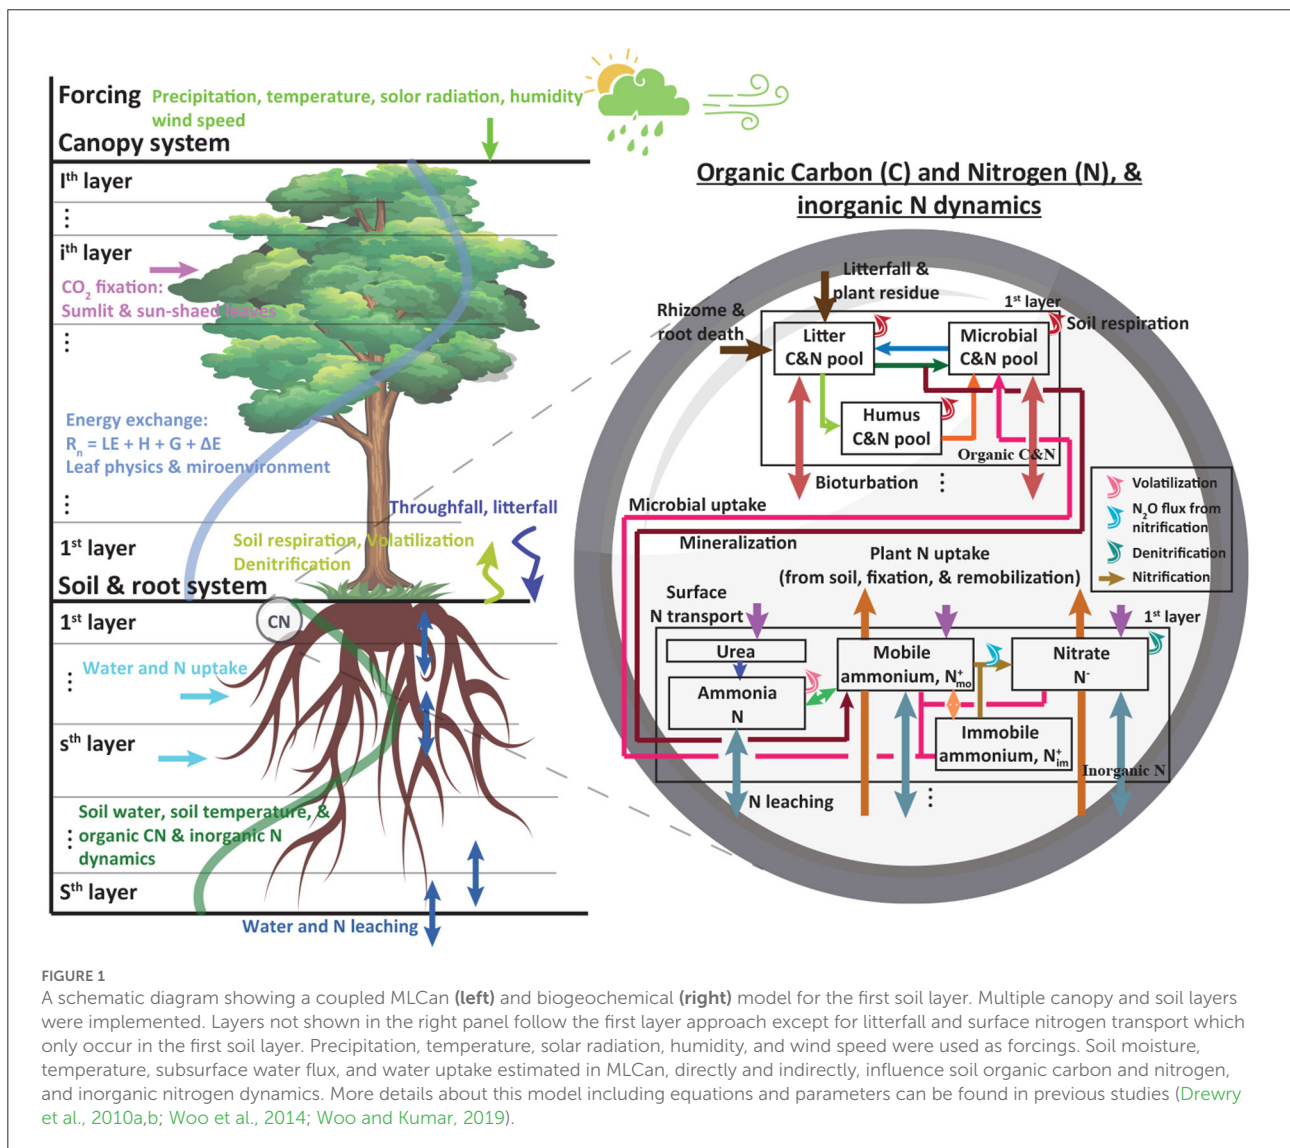 Forcing
Precipitation, temperature, solor radiation, humidity
wind speed
Canopy system
Iᵗʰ layer
⋮
iᵗʰ layer
CO₂ fixation:
Sumlit & sun-shaed leaves
⋮
Energy exchange:
Rₙ = LE + H + G + ΔE
Leaf physics & miroenvironment
⋮
Throughfall, litterfall
1ˢᵗ layer
Soil respiration, Volatilization
Denitrification
Soil & root system
1ˢᵗ layer
CN
⋮
Water and N uptake
sᵗʰ layer
Soil water, soil temperature, &
⋮ organic CN & inorganic N
dynamics
Sᵗʰ layer
Water and N leaching
Organic Carbon (C) and Nitrogen (N), &
inorganic N dynamics
Litterfall &
plant residue
Rhizome &
root death
1ˢᵗ layer
Soil respiration
Litter
C&N pool
Microbial
C&N pool
Humus
C&N pool
Organic C&N
Bioturbation
⋮
Microbial uptake
Mineralization
Volatilization
N₂O flux from
nitrification
Denitrification
Nitrification
Plant N uptake
(from soil, fixation, & remobilization)
Surface
N transport
1ˢᵗ layer
Urea
Mobile
ammonium, N⁺ₘₒ
Nitrate
N⁻
Ammonia
N
Immobile
ammonium, N⁺ᵢₘ
Inorganic N
N leaching
⋮
FIGURE 1
A schematic diagram showing a coupled MLCan (left) and biogeochemical (right) model for the first soil layer. Multiple canopy and soil layers
were implemented. Layers not shown in the right panel follow the first layer approach except for litterfall and surface nitrogen transport which
only occur in the first soil layer. Precipitation, temperature, solar radiation, humidity, and wind speed were used as forcings. Soil moisture,
temperature, subsurface water flux, and water uptake estimated in MLCan, directly and indirectly, influence soil organic carbon and nitrogen,
and inorganic nitrogen dynamics. More details about this model including equations and parameters can be found in previous studies (Drewry
et al., 2010a,b; Woo et al., 2014; Woo and Kumar, 2019).